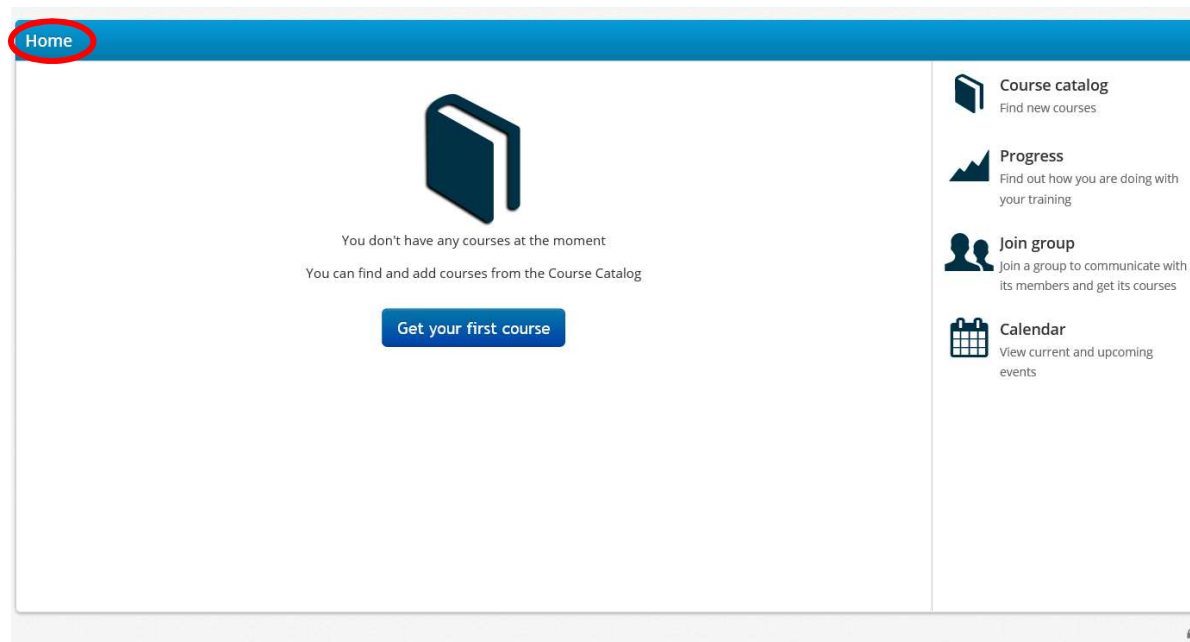 Home
You don't have any courses at the moment
You can find and add courses from the Course Catalog
Get your first course
Course catalog
Find new courses
Progress
Find out how you are doing with
your training
Join group
Join a group to communicate with
its members and get its courses
Calendar
View current and upcoming
events